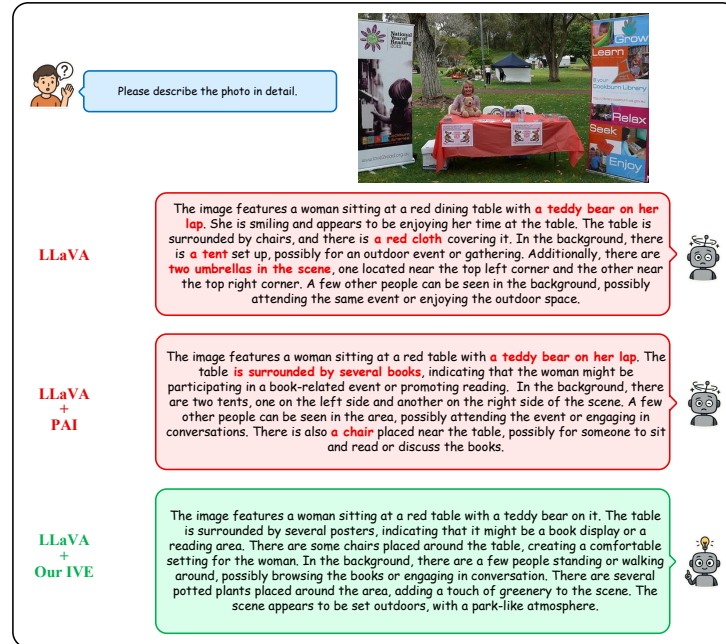 National
Year of
Reading
2012
Grow
Learn
@your
Cockburn Library
Relax
Seek
Enjoy
?
Please describe the photo in detail.
LLaVA
The image features a woman sitting at a red dining table with a teddy bear on her
lap. She is smiling and appears to be enjoying her time at the table. The table is
surrounded by chairs, and there is a red cloth covering it. In the background, there
is a tent set up, possibly for an outdoor event or gathering. Additionally, there are
two umbrellas in the scene, one located near the top left corner and the other near
the top right corner. A few other people can be seen in the background, possibly
attending the same event or enjoying the outdoor space.
LLaVA
+
PAI
The image features a woman sitting at a red table with a teddy bear on her lap. The
table is surrounded by several books, indicating that the woman might be
participating in a book-related event or promoting reading. In the background, there
are two tents, one on the left side and another on the right side of the scene. A few
other people can be seen in the area, possibly attending the event or engaging in
conversations. There is also a chair placed near the table, possibly for someone to sit
and read or discuss the books.
LLaVA
+
Our IVE
The image features a woman sitting at a red table with a teddy bear on it. The table
is surrounded by several posters, indicating that it might be a book display or a
reading area. There are some chairs placed around the table, creating a comfortable
setting for the woman. In the background, there are a few people standing or walking
around, possibly browsing the books or engaging in conversation. There are several
potted plants placed around the area, adding a touch of greenery to the scene. The
scene appears to be set outdoors, with a park-like atmosphere.